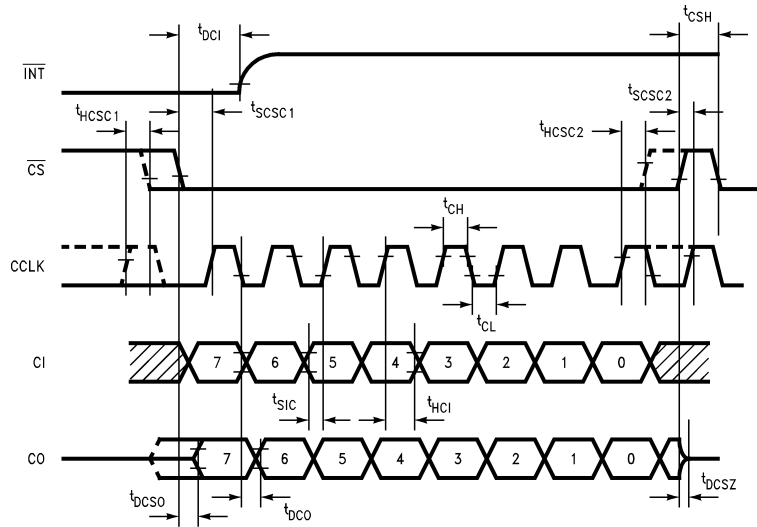 tDCI
tCSH
INT
tHCSC1
tSCSC1
tSCSC2
tHCSC2
CS
tCH
CCLK
tCL
CI
7 6 5 4 3 2 1 0
tSIC
tHCI
CO
7 6 5 4 3 2 1 0
tDCSO
tDCO
tDCSZ